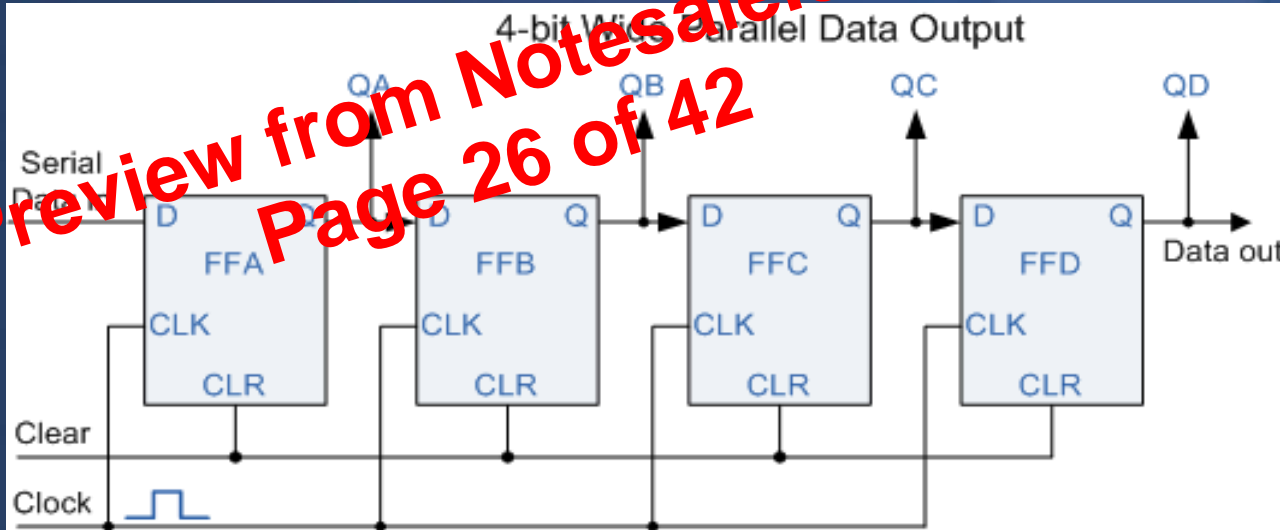 4-bit Wide Parallel Data Output
QA QB QC QD
Preview from Notesale
Page 26 of 42
Serial
Data
D Q D Q D Q D Q
FFA FFB FFC FFD
Data out
CLK CLK CLK CLK
CLR CLR CLR CLR
Clear
Clock